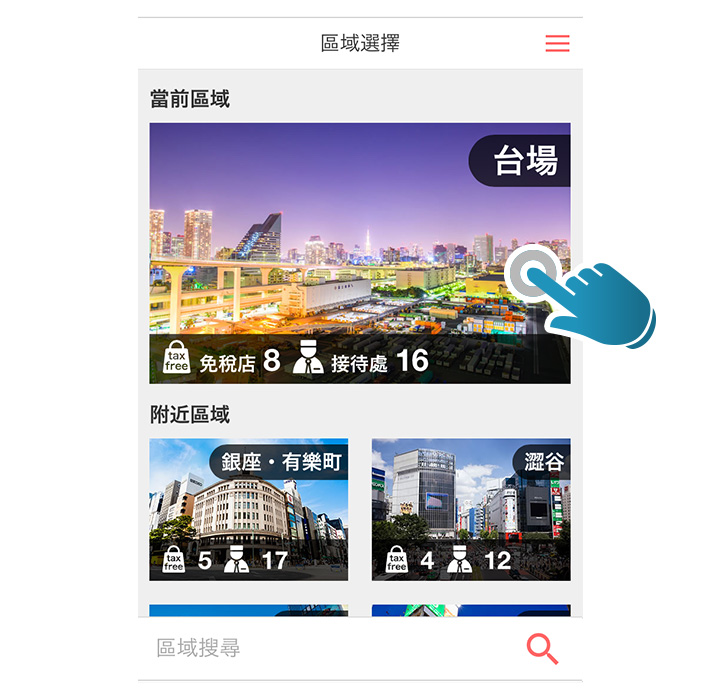 區域選擇
當前區域
台場
tax free 免稅店 8 接待處 16
附近區域
銀座・有樂町
澀谷
tax free 5 17
tax free 4 12
區域搜尋